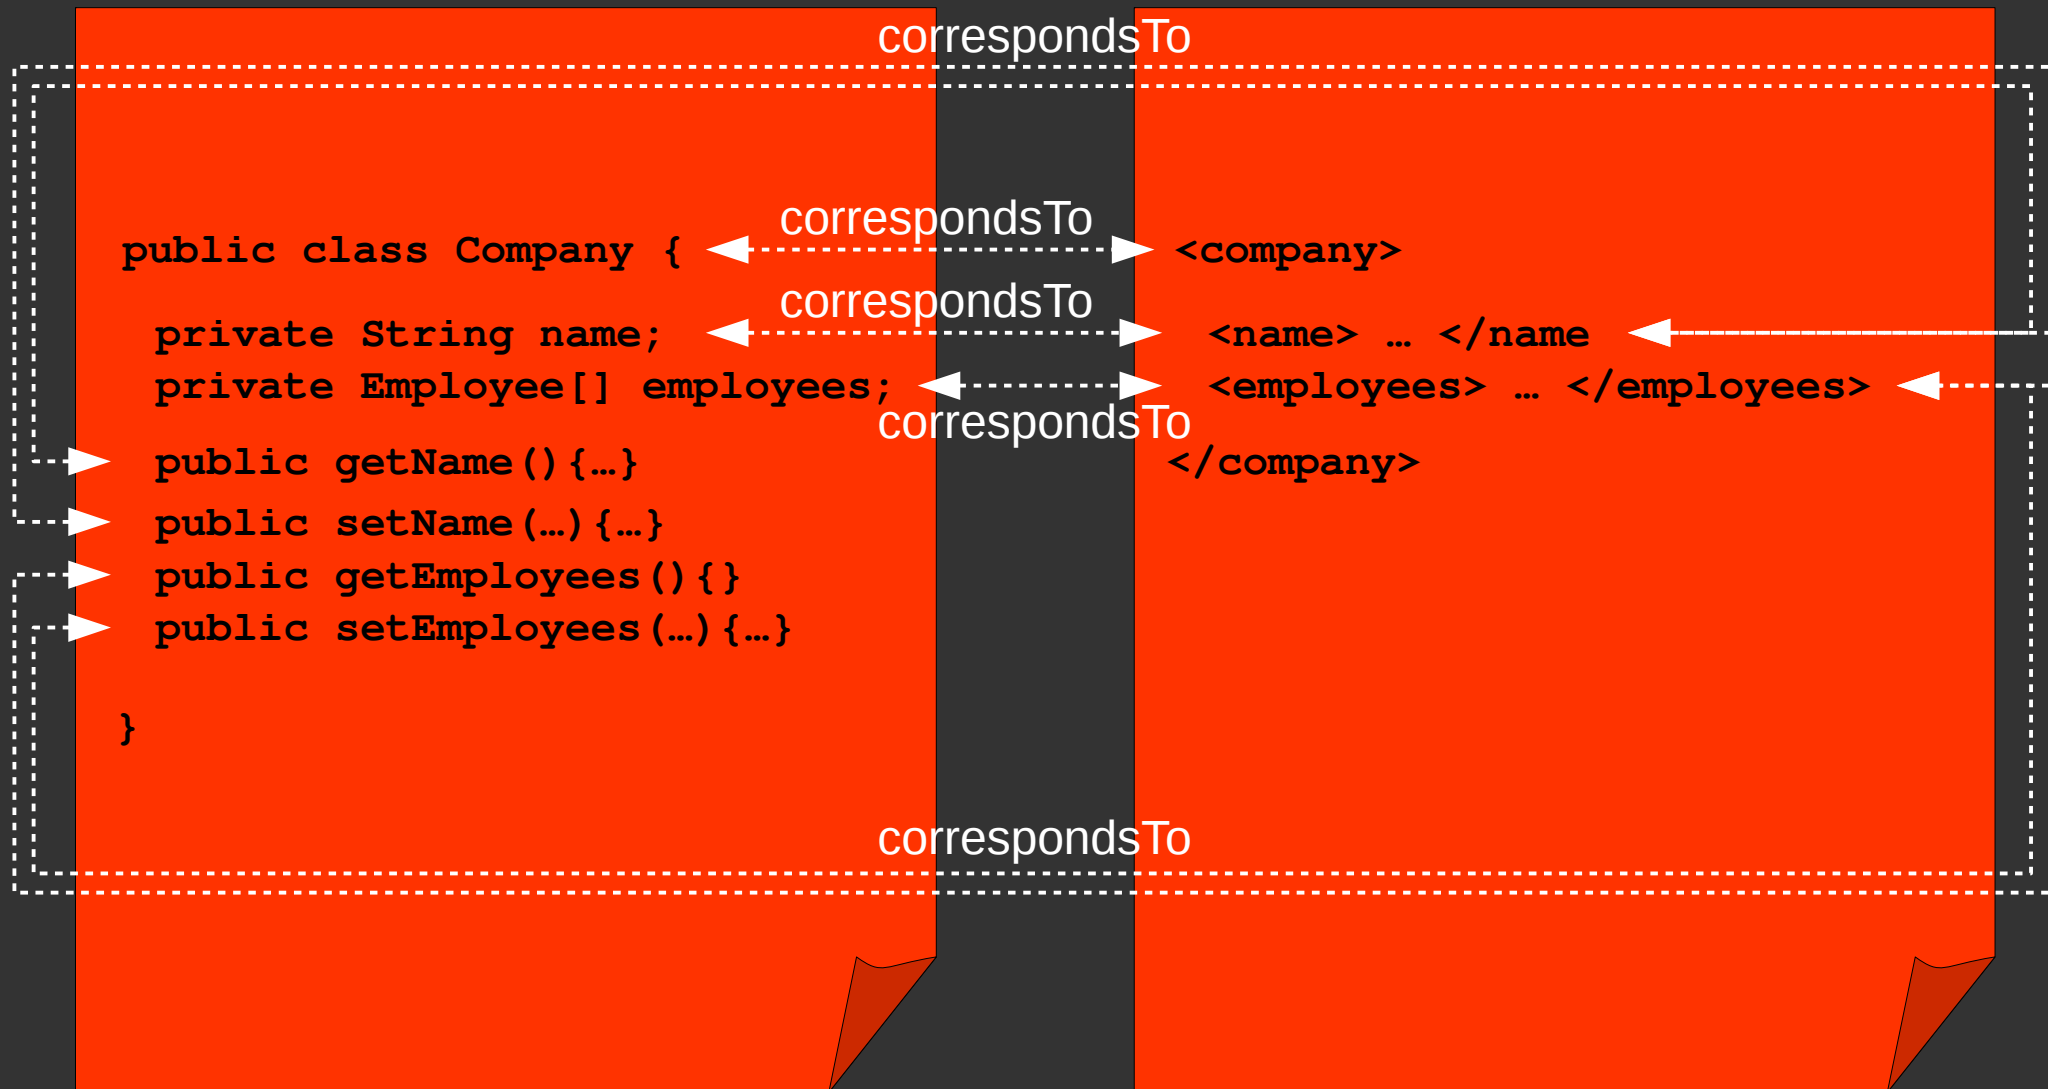 correspondsTo
correspondsTo
public class Company {
<company>
correspondsTo
private String name;
<name> … </name
private Employee[] employees;
<employees> … </employees>
correspondsTo
public getName(){…}
</company>
public setName(…){…}
public getEmployees(){}
public setEmployees(…){…}
}
correspondsTo